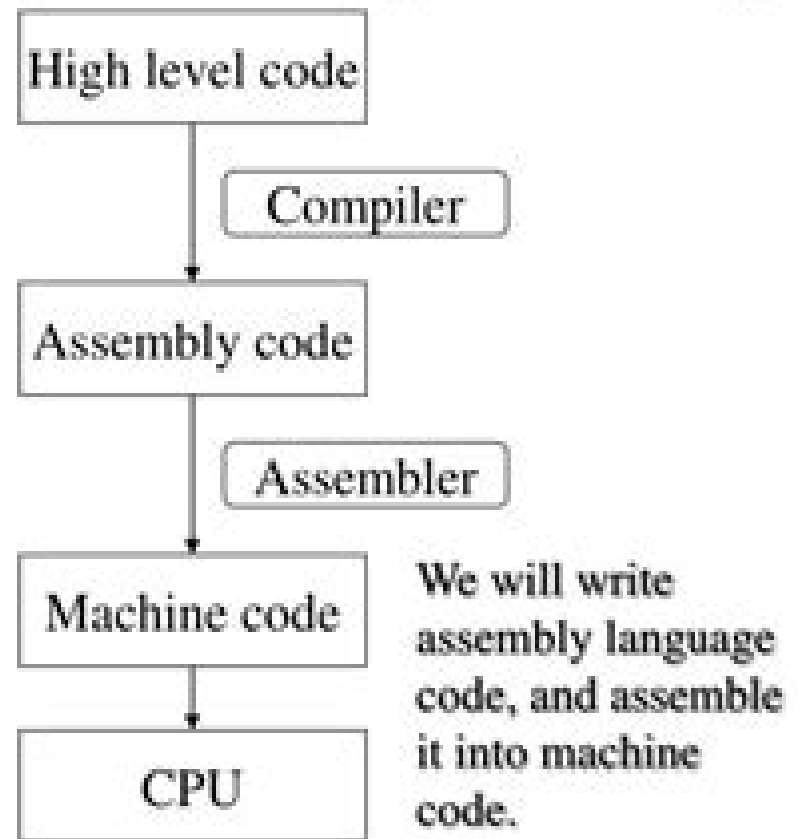 High level code
Compiler
Assembly code
Assembler
Machine code
We will write
assembly language
code, and assemble
it into machine
code.
CPU